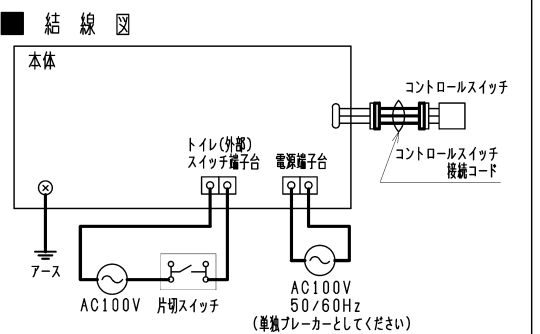 ■ 結線図
本体
コントロールスイッチ
トイレ(外部)
スイッチ端子台
電源端子台
コントロールスイッチ
接続コード
アース
AC100V
片切スイッチ
AC100V
50/60Hz
(単独ブレーカーとしてください)